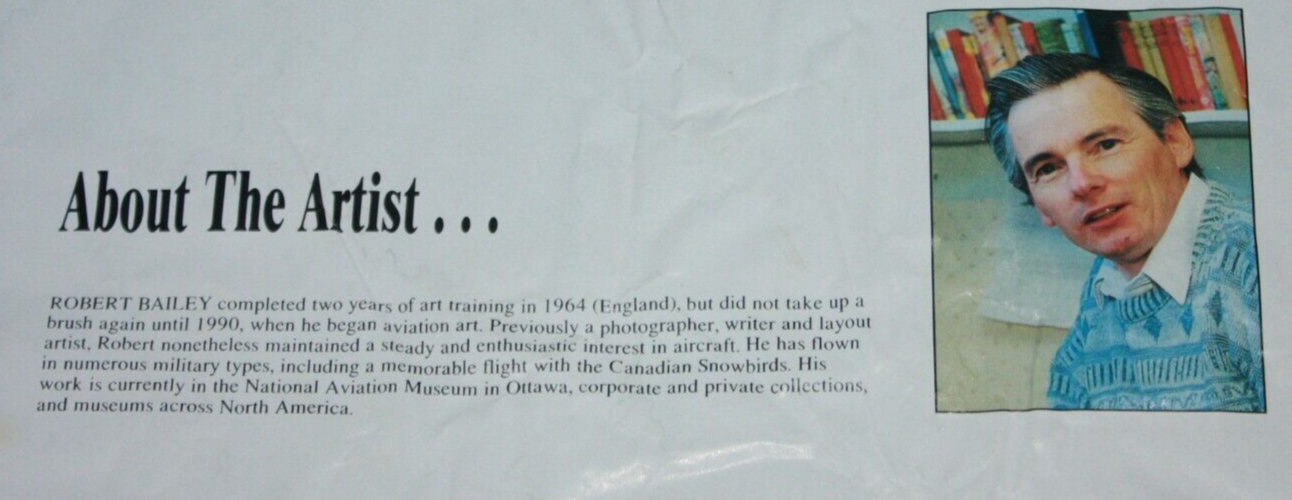 About The Artist . . .
ROBERT BAILEY completed two years of art training in 1964 (England), but did not take up a
brush again until 1990, when he began aviation art. Previously a photographer, writer and layout
artist, Robert nonetheless maintained a steady and enthusiastic interest in aircraft. He has flown
in numerous military types, including a memorable flight with the Canadian Snowbirds. His
work is currently in the National Aviation Museum in Ottawa, corporate and private collections,
and museums across North America.